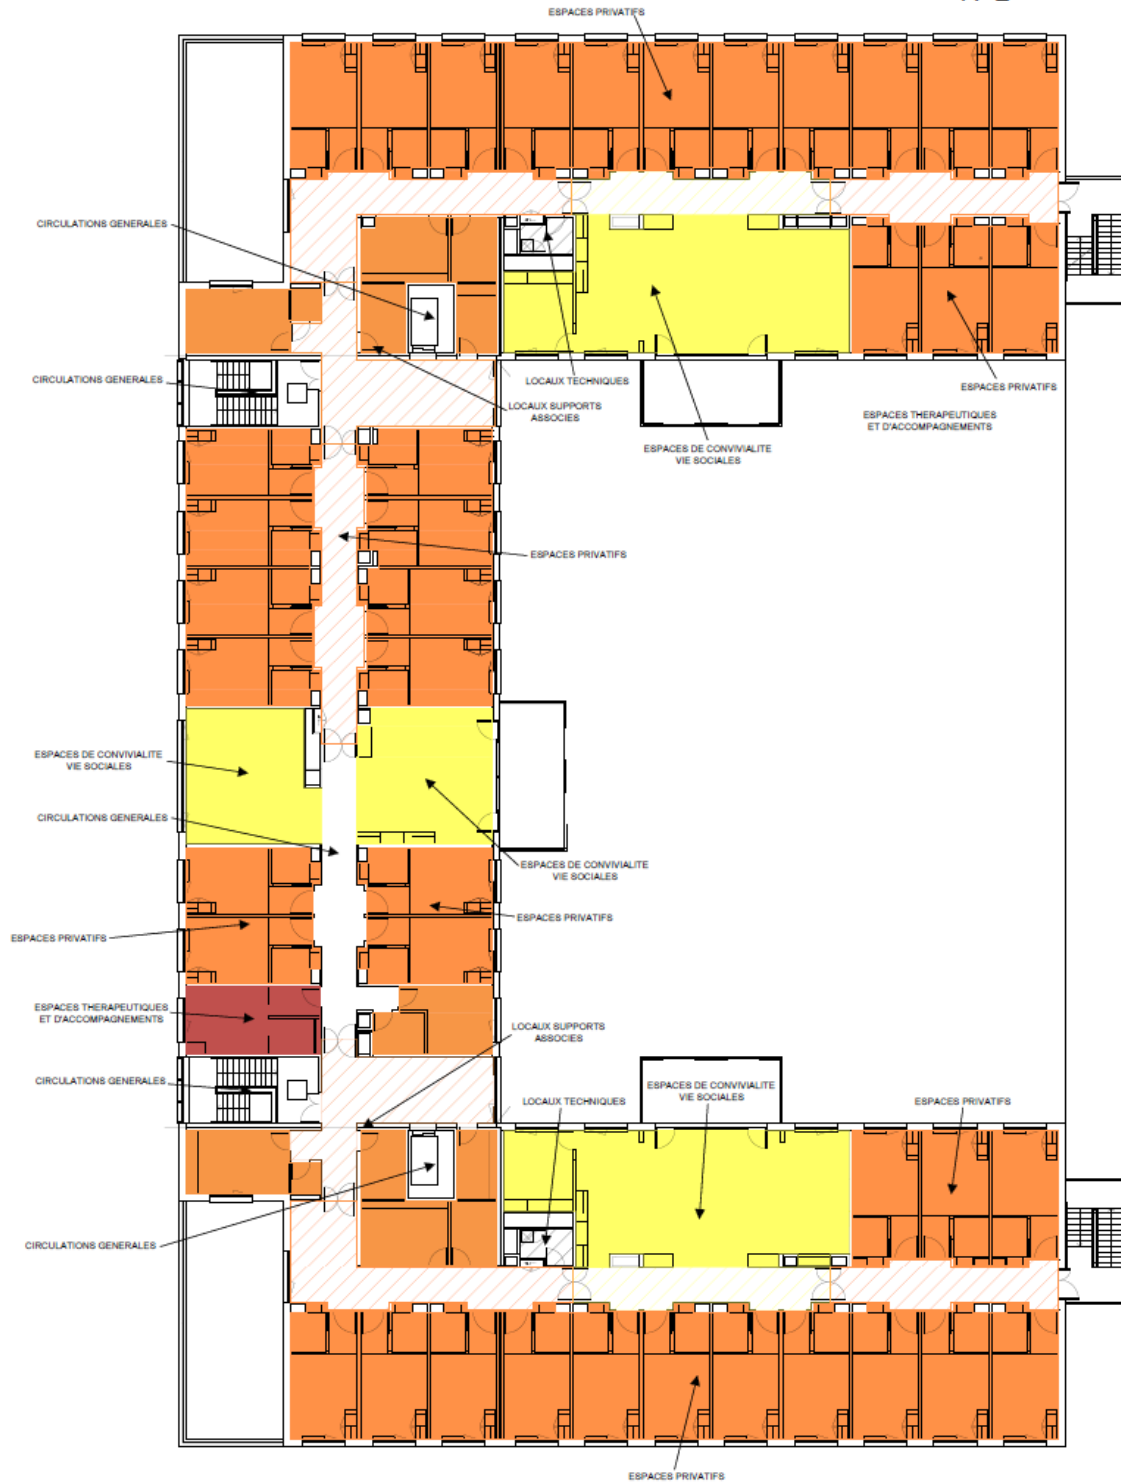 ESPACES PRIVATIFS
CIRCULATIONS GENERALES
CIRCULATIONS GENERALES
LOCAUX TECHNIQUES
LOCAUX SUPPORTS
ASSOCIES
ESPACES PRIVATIFS
ESPACES THERAPEUTIQUES
ET D'ACCOMPAGNEMENTS
ESPACES DE CONVIVIALITE
VIE SOCIALES
ESPACES PRIVATIFS
ESPACES DE CONVIVIALITE
VIE SOCIALES
CIRCULATIONS GENERALES
ESPACES DE CONVIVIALITE
VIE SOCIALES
ESPACES PRIVATIFS
ESPACES PRIVATIFS
ESPACES THERAPEUTIQUES
ET D'ACCOMPAGNEMENTS
LOCAUX SUPPORTS
ASSOCIES
CIRCULATIONS GENERALES
ESPACES DE CONVIVIALITE
VIE SOCIALES
LOCAUX TECHNIQUES
ESPACES PRIVATIFS
CIRCULATIONS GENERALES
ESPACES PRIVATIFS